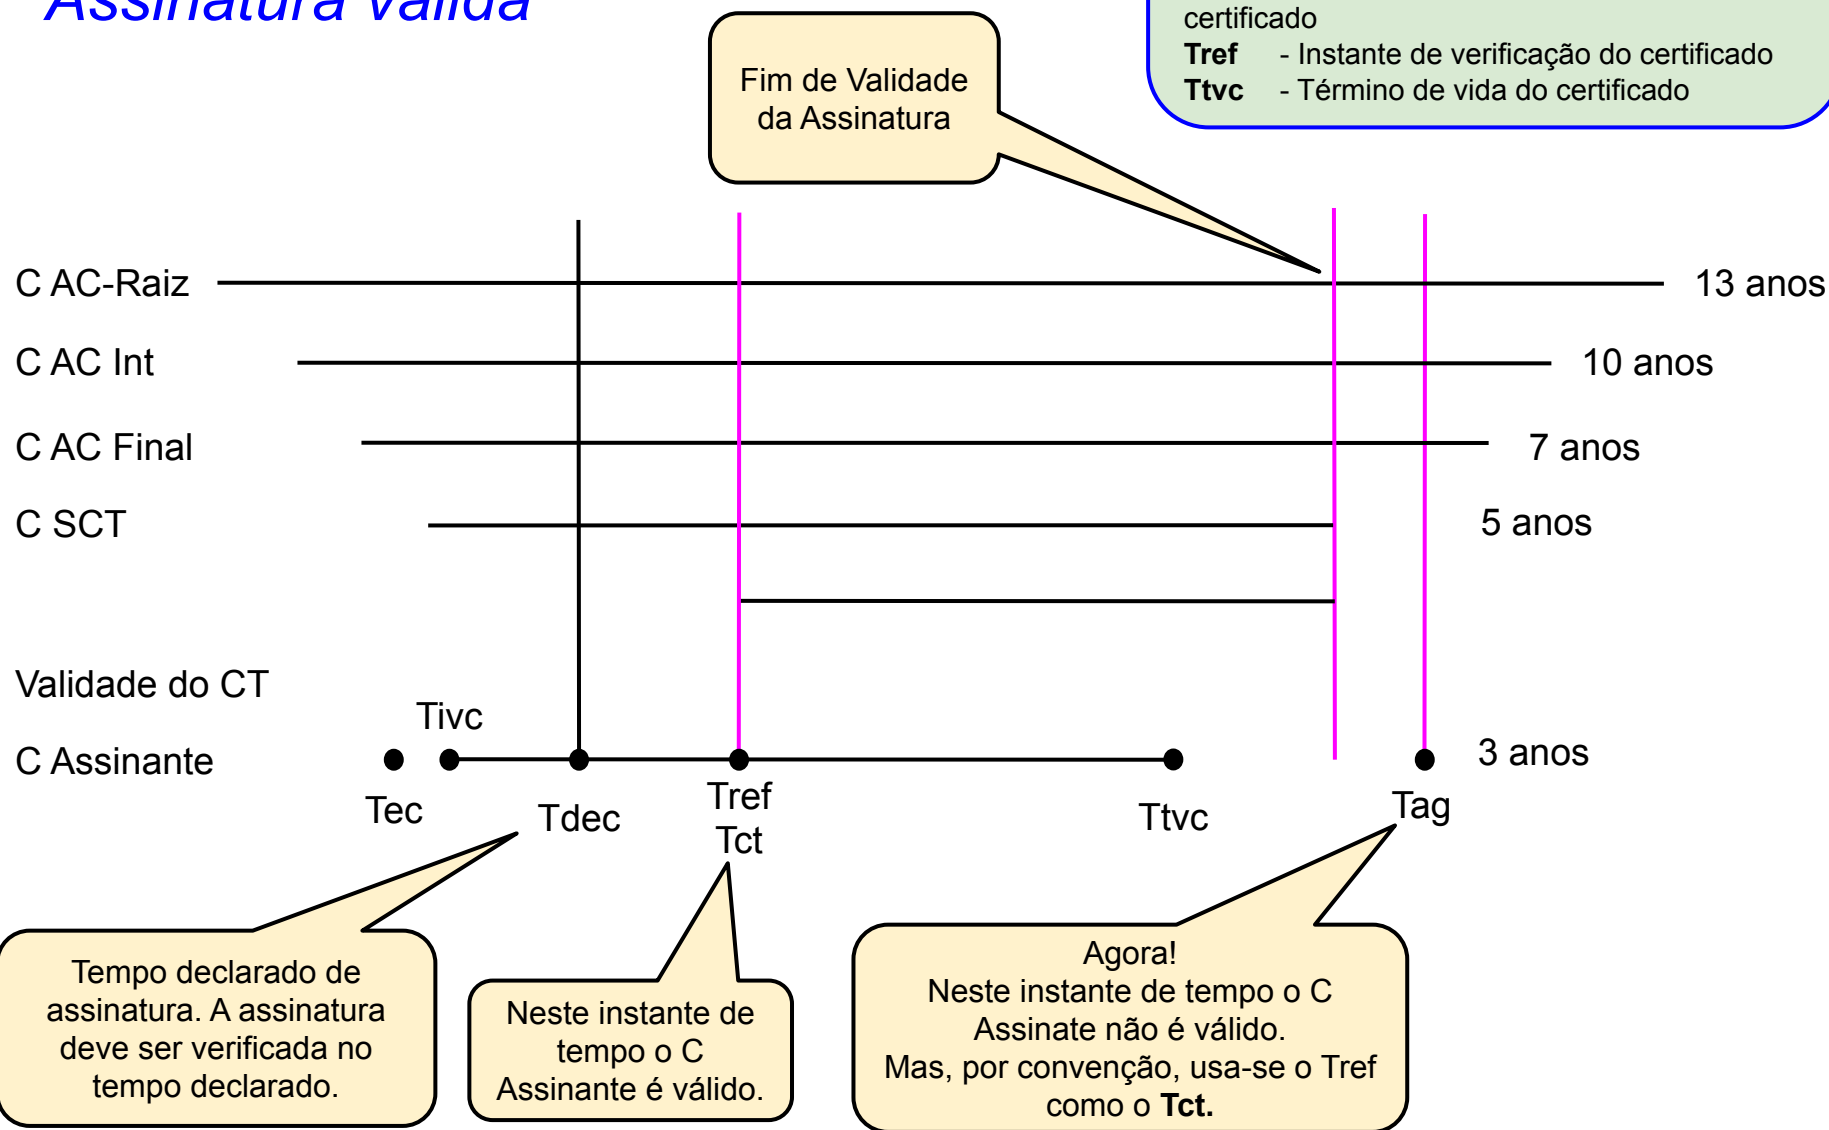 Assinatura válida
certificado
Tref - Instante de verificação do certificado
Ttvc - Término de vida do certificado
Fim de Validade
da Assinatura
C AC-Raiz
13 anos
C AC Int
10 anos
C AC Final
7 anos
C SCT
5 anos
Validade do CT
Tivc
C Assinante
3 anos
Tec
Tdec
Tref
Tct
Ttvc
Tag
Tempo declarado de
assinatura. A assinatura
deve ser verificada no
tempo declarado.
Neste instante de
tempo o C
Assinante é válido.
Agora!
Neste instante de tempo o C
Assinate não é válido.
Mas, por convenção, usa-se o Tref
como o Tct.